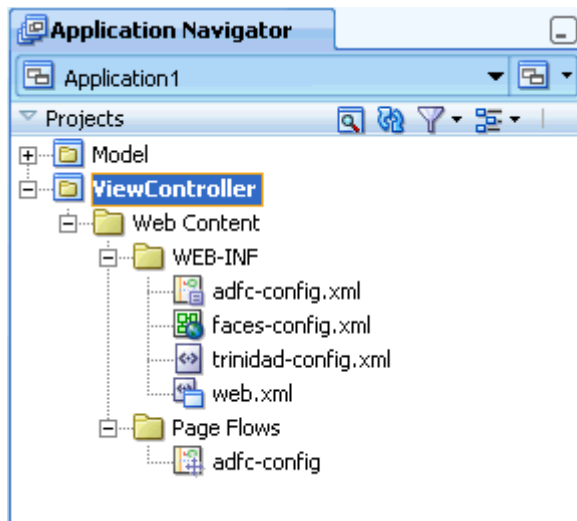 Application Navigator
Application1
Projects
Model
ViewController
Web Content
WEB-INF
adfc-config.xml
faces-config.xml
trinidad-config.xml
web.xml
Page Flows
adfc-config